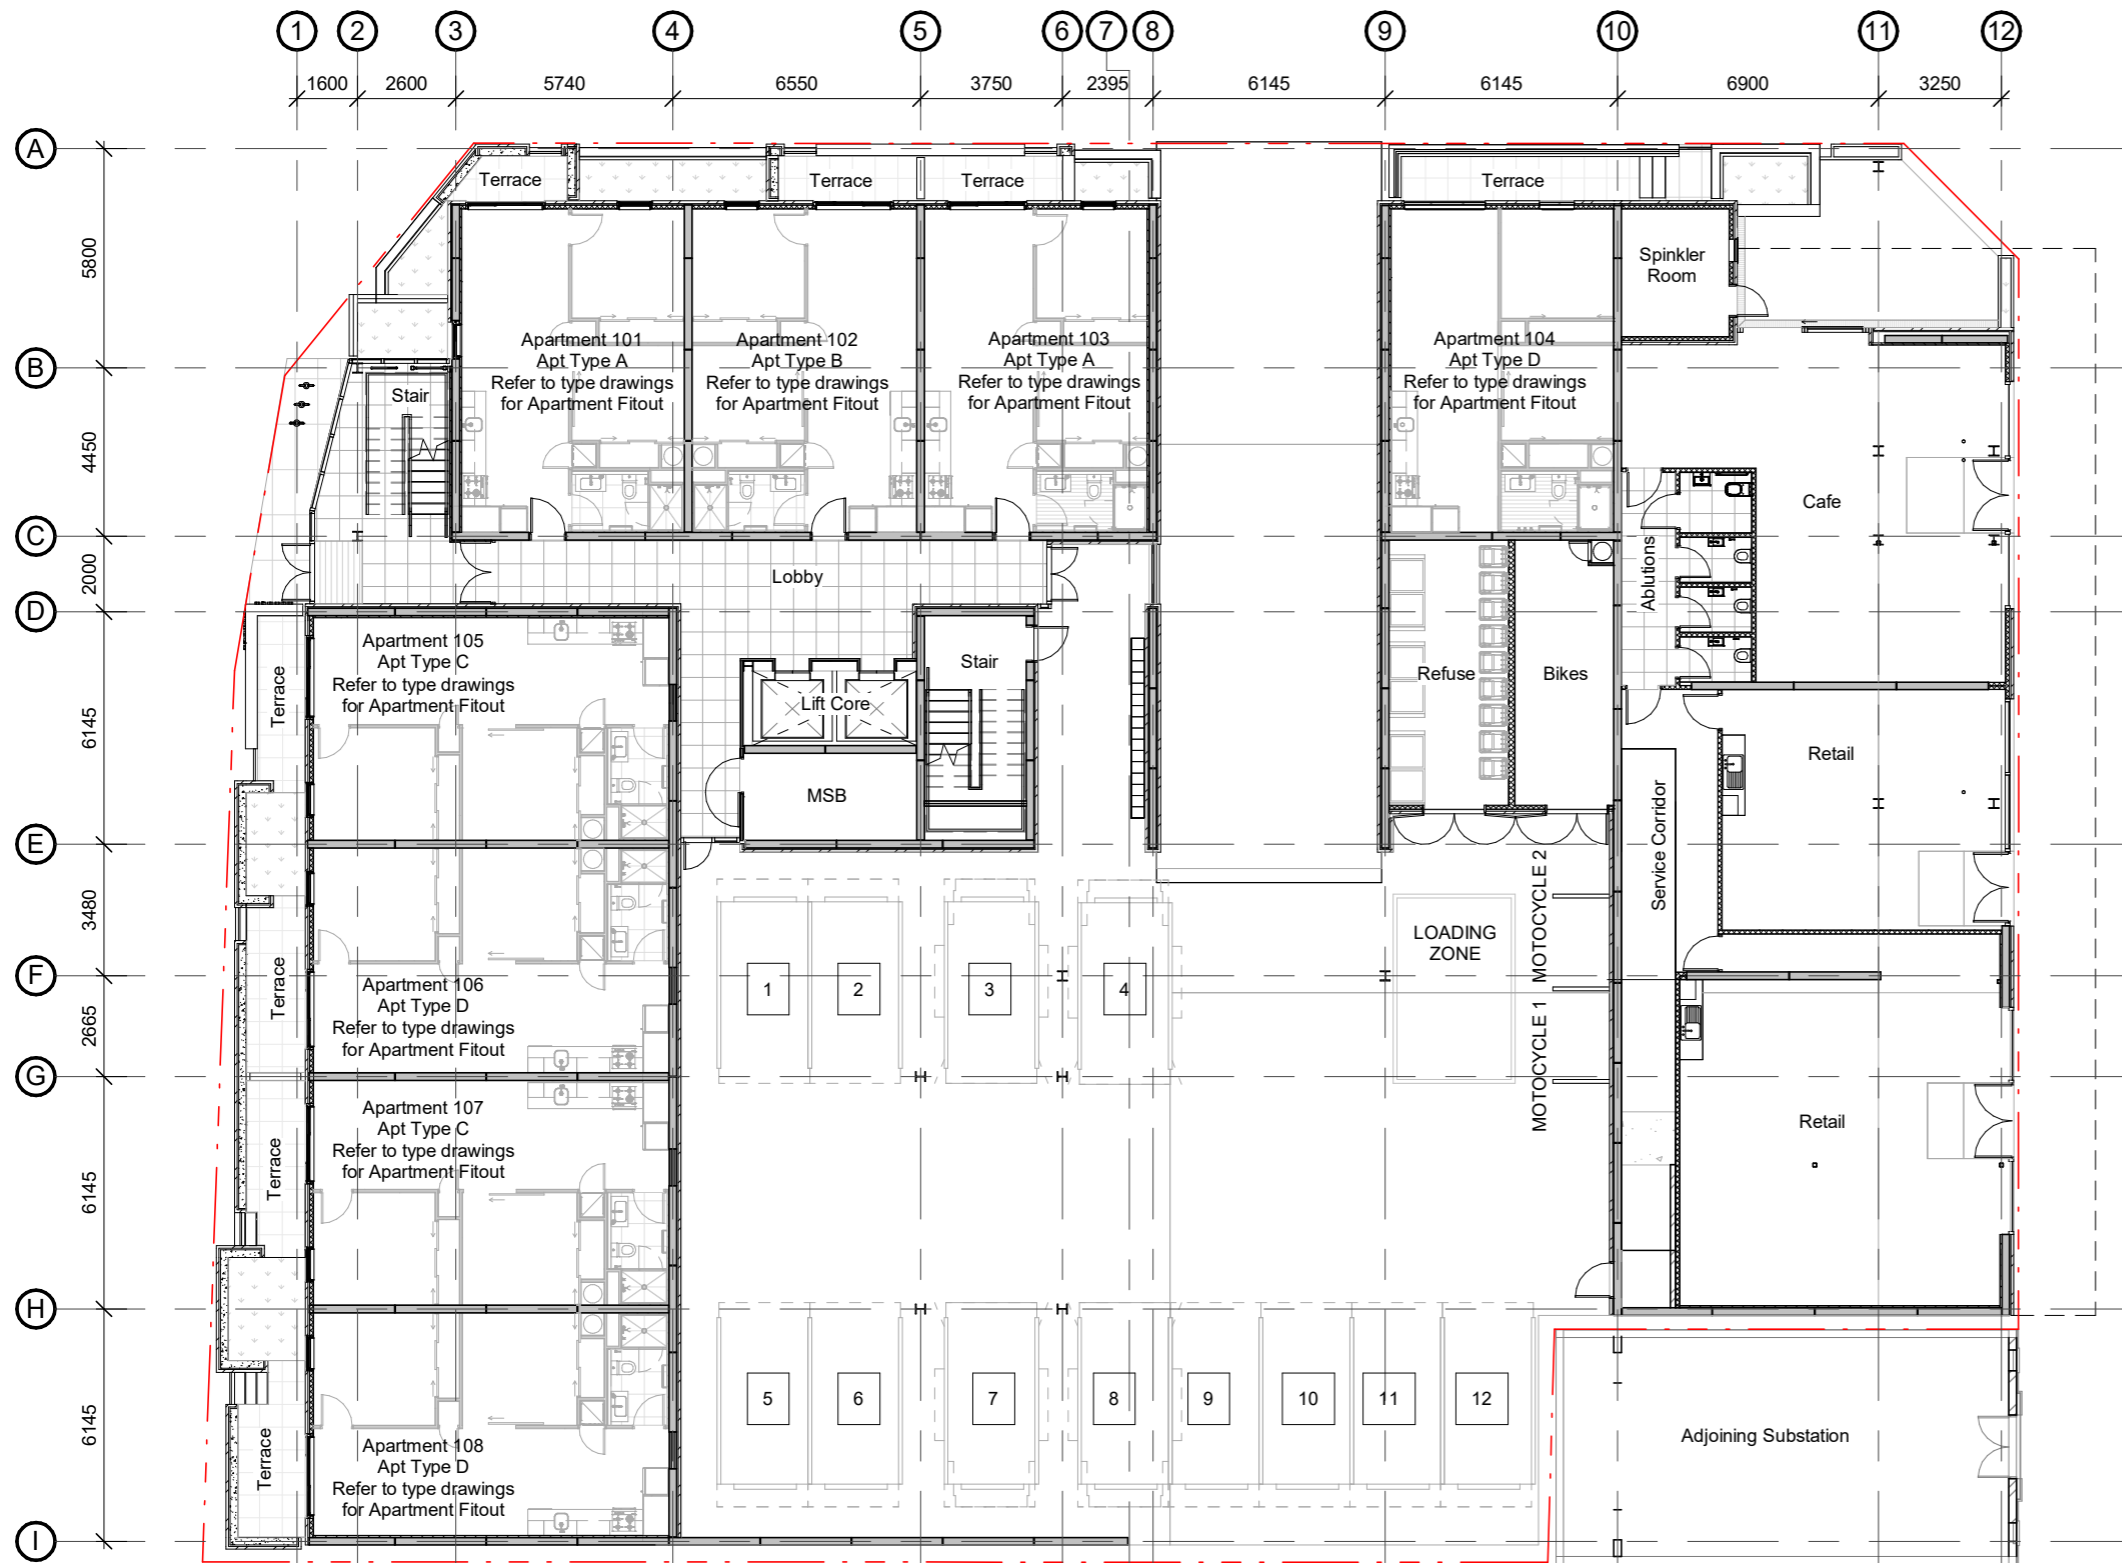 1 2 3 4 5 6 7 8 9 10 11 12
1600 2600 5740 6550 3750 2395 6145 6145 6900 3250
A
B
C
D
E
F
G
H
I
5800
4450
2000
6145
3480
2665
6145
6145
Terrace
Terrace
Terrace
Terrace
Spinkler
Room
Apartment 101
Apt Type A
Refer to type drawings
for Apartment Fitout
Apartment 102
Apt Type B
Refer to type drawings
for Apartment Fitout
Apartment 103
Apt Type A
Refer to type drawings
for Apartment Fitout
Apartment 104
Apt Type D
Refer to type drawings
for Apartment Fitout
Stair
Cafe
Ablutions
Lobby
Apartment 105
Apt Type C
Refer to type drawings
for Apartment Fitout
Terrace
Stair
Lift Core
MSB
Refuse
Bikes
Retail
Service Corridor
Apartment 106
Apt Type D
Refer to type drawings
for Apartment Fitout
Terrace
1
2
3
4
LOADING
ZONE
MOTOCYCLE 1 MOTOCYCLE 2
Apartment 107
Apt Type C
Refer to type drawings
for Apartment Fitout
Terrace
Retail
Apartment 108
Apt Type D
Refer to type drawings
for Apartment Fitout
Terrace
5
6
7
8
9
10
11
12
Adjoining Substation